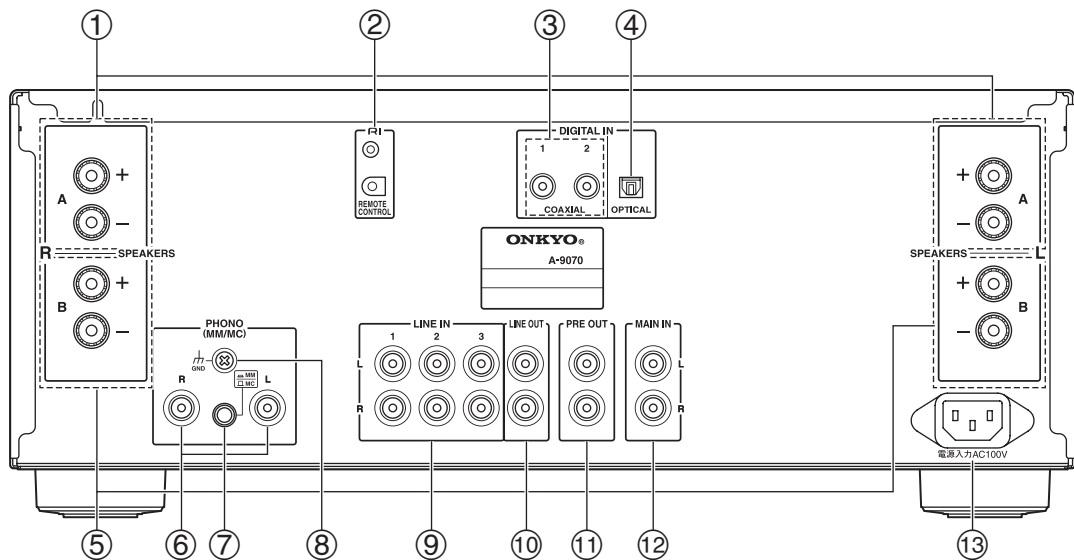 ① ② ③ ④
RI
REMOTE
CONTROL
DIGITAL IN
1 2
COAXIAL
OPTICAL
A
+
−
R
SPEAKERS
B
+
−
ONKYO®
A-9070
+
−
A
SPEAKERS
L
+
−
B
PHONO
(MM/MC)
GND
MM
MC
R
L
LINE IN
1 2 3
L
R
LINE OUT
PRE OUT
MAIN IN
L
R
電源入力AC100V
⑤ ⑥ ⑦ ⑧ ⑨ ⑩ ⑪ ⑫ ⑬